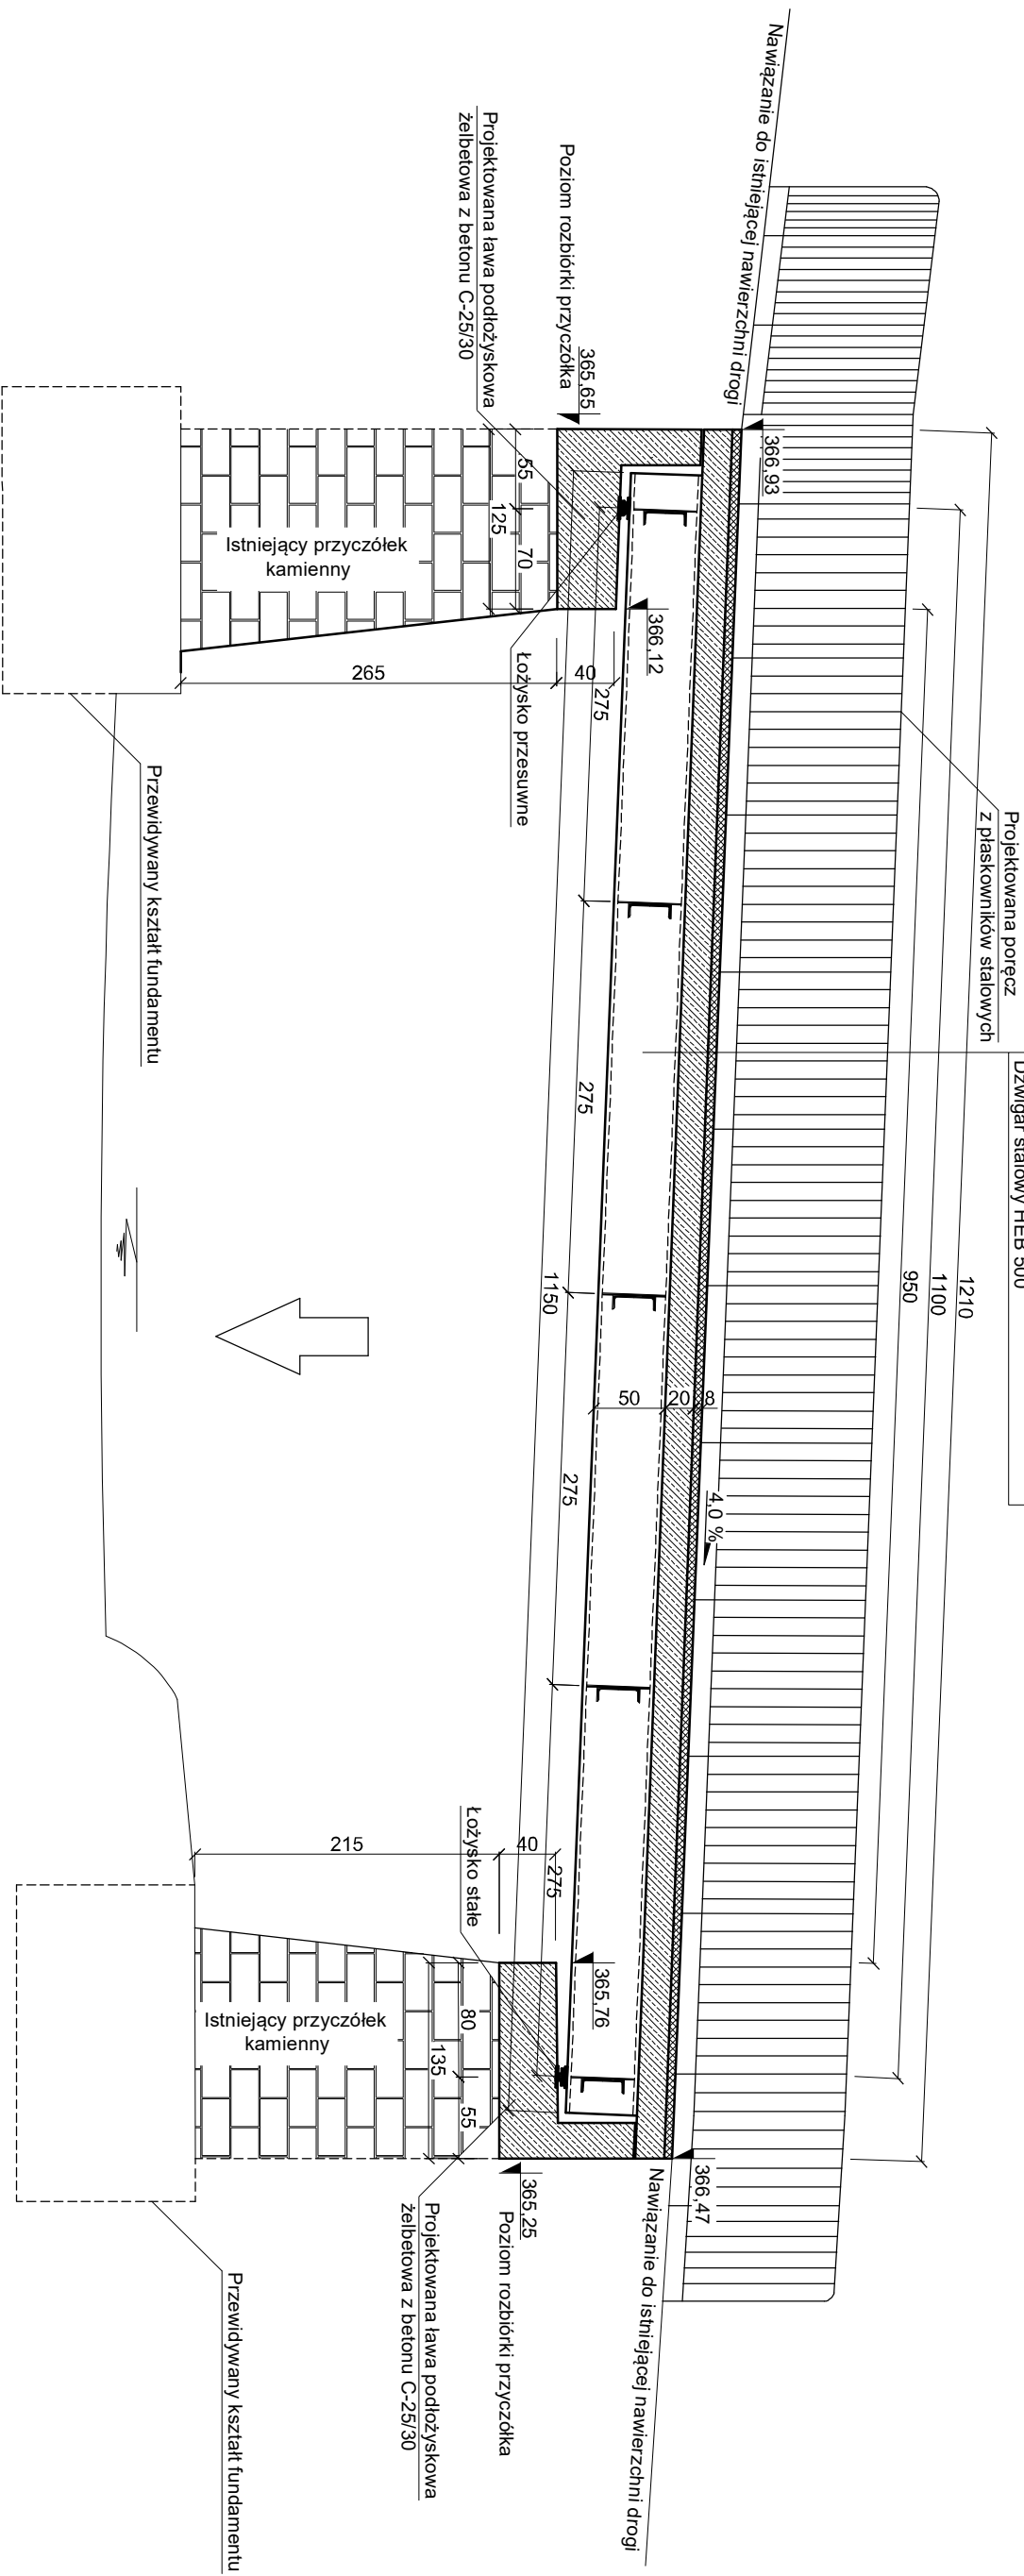 Nawiązanie do istniejącej nawierzchni drogi
Projektowana ława podłożyskowa
żelbetowa z betonu C-25/30
Poziom rozbiórki przyczółka
365,65
366,93
55
70
125
Istniejący przyczółek
kamienny
366,12
265
40
275
Łożysko przesuwne
Przewidywany kształt fundamentu
Projektowana poręcz
z płaskowników stalowych
Dźwigar stalowy HEB 500
275
1150
950
1100
1210
50
20
8
275
4,0 %
215
40
275
Łożysko stałe
365,76
Istniejący przyczółek
kamienny
80
135
55
366,47
365,25
Poziom rozbiórki przyczółka
Nawiązanie do istniejącej nawierzchni drogi
Projektowana ława podłożyskowa
żelbetowa z betonu C-25/30
Przewidywany kształt fundamentu